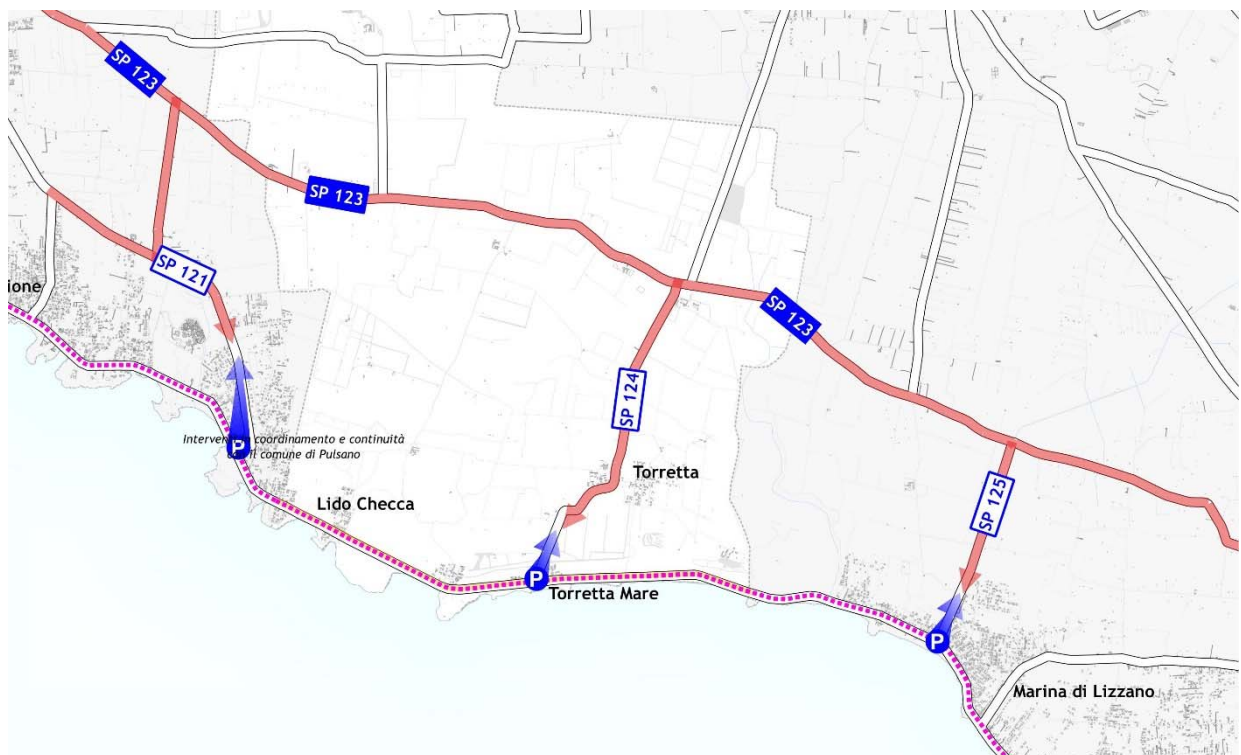 SP 123
SP 123
SP 121
ione
SP 123
SP 124
P
coordinamento e continuità
il comune di Pulsano
Torretta
SP 125
Lido Checca
P
Torretta Mare
P
Marina di Lizzano